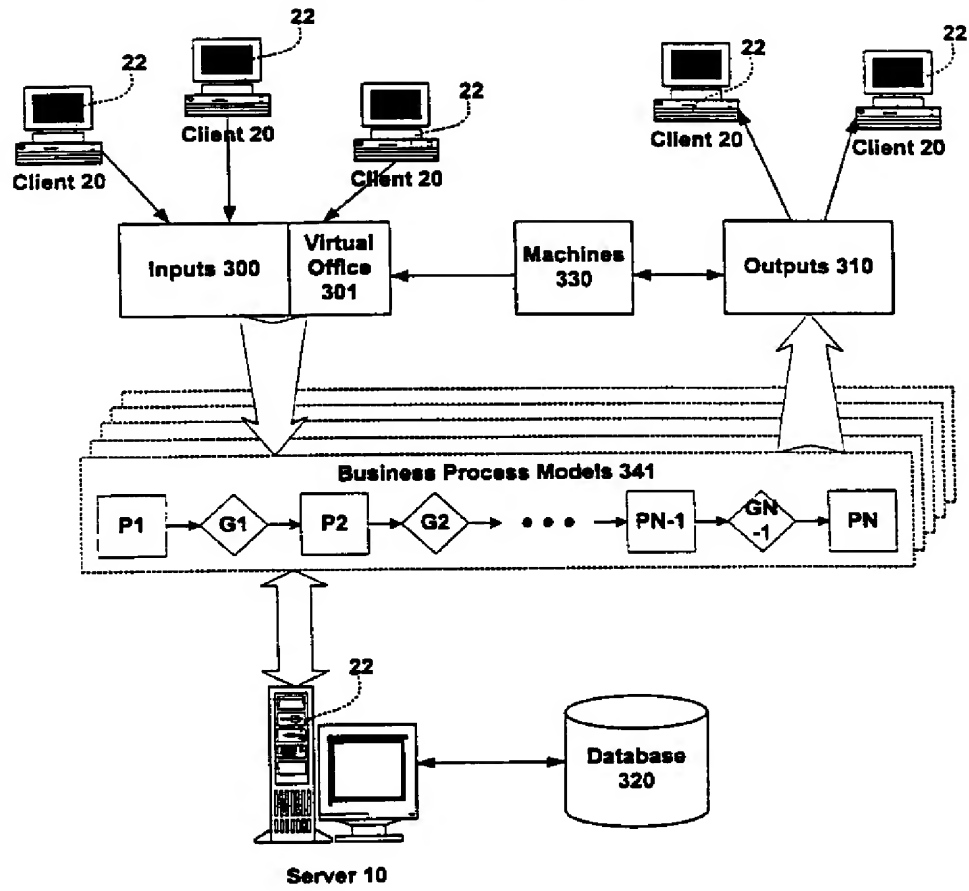 22
22
22
22
22
Client 20
Client 20
Client 20
Client 20
Client 20
Inputs 300
Virtual
Office
301
Machines
330
Outputs 310
Business Process Models 341
P1
G1
P2
G2
• • •
PN-1
GN
-1
PN
22
Database
320
Server 10